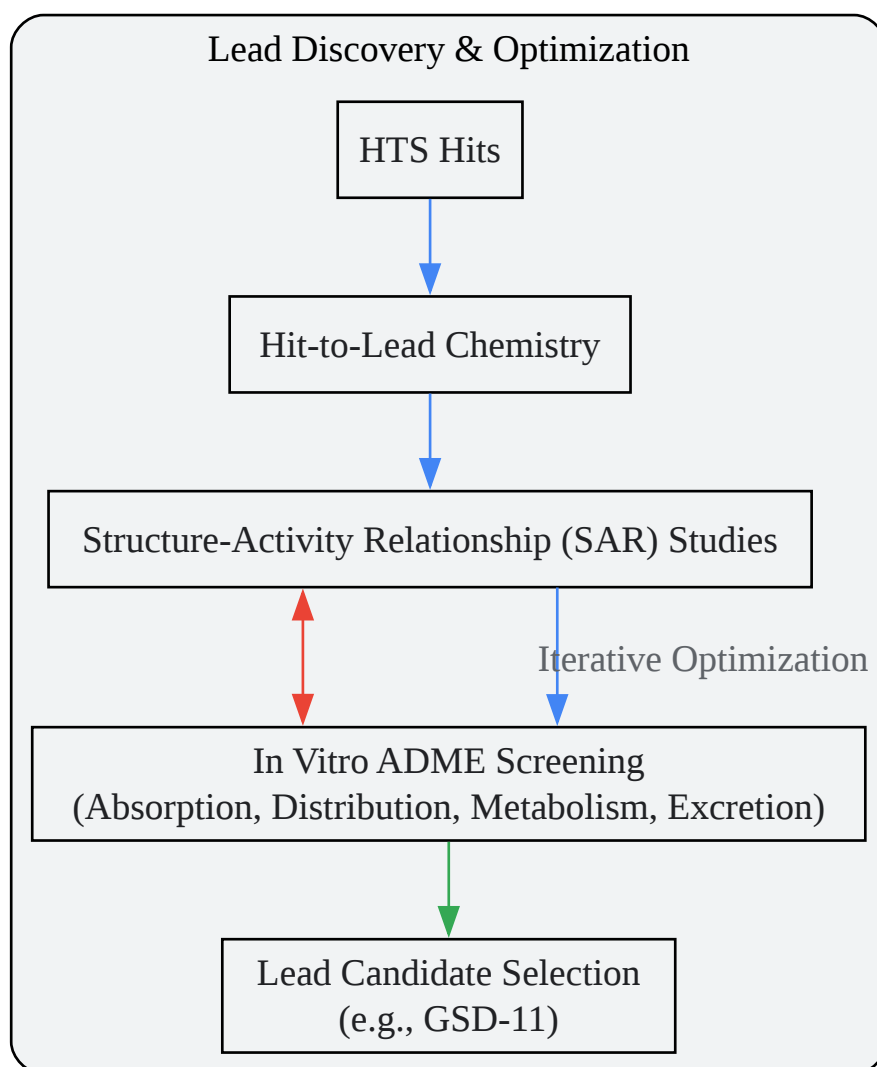 Lead Discovery & Optimization
HTS Hits
Hit-to-Lead Chemistry
Structure-Activity Relationship (SAR) Studies
Iterative Optimization
In Vitro ADME Screening
(Absorption, Distribution, Metabolism, Excretion)
Lead Candidate Selection
(e.g., GSD-11)